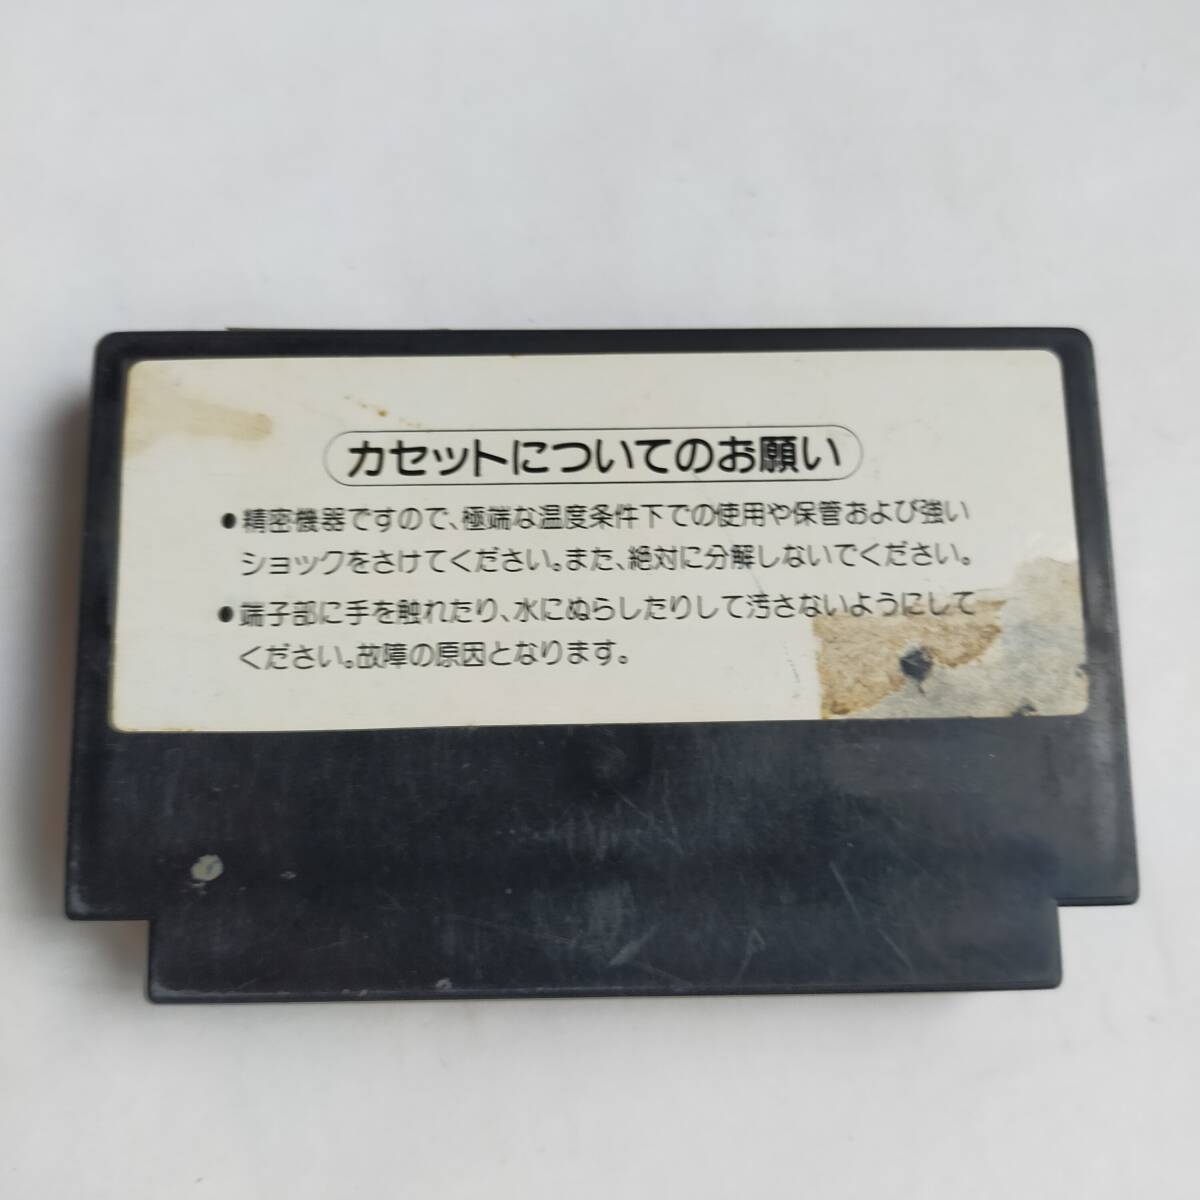 カセットについてのお願い
●精密機器ですので、極端な温度条件下での使用や保管および強い
ショックをさけてください。また、絶対に分解しないでください。
●端子部に手を触れたり、水にぬらしたりして汚さないようにして
ください。故障の原因となります。